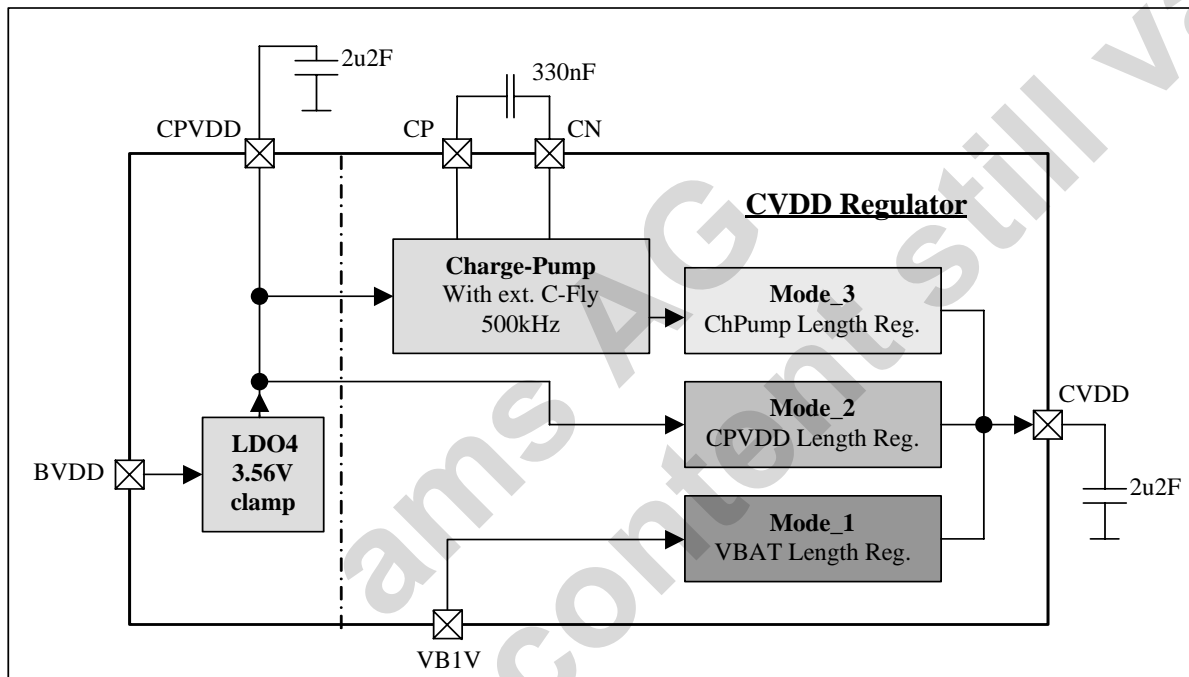 2u2F
330nF
CPVDD
CP
CN
CVDD Regulator
Charge-Pump
With ext. C-Fly
500kHz
Mode_3
ChPump Length Reg.
Mode_2
CPVDD Length Reg.
CVDD
LDO4
3.56V
clamp
BVDD
2u2F
Mode_1
VBAT Length Reg.
VB1V
ams AG
content still va